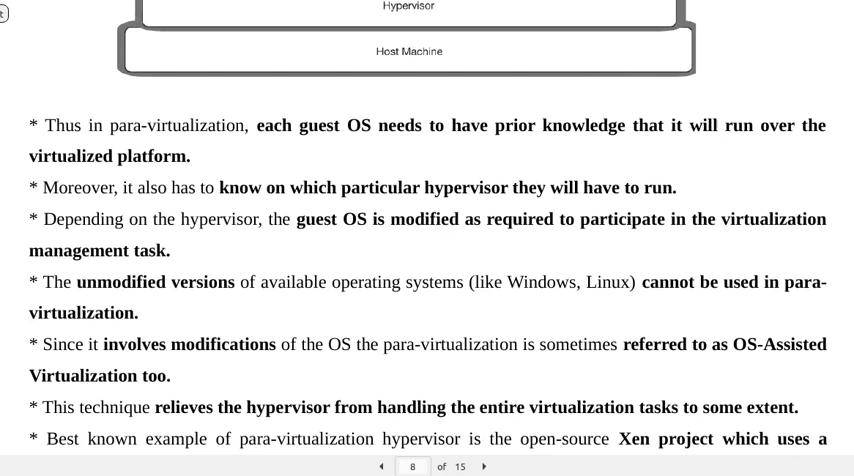 t
Hypervisor
Host Machine
* Thus in para-virtualization, each guest OS needs to have prior knowledge that it will run over the
virtualized platform.
* Moreover, it also has to know on which particular hypervisor they will have to run.
* Depending on the hypervisor, the guest OS is modified as required to participate in the virtualization
management task.
* The unmodified versions of available operating systems (like Windows, Linux) cannot be used in para-
virtualization.
* Since it involves modifications of the OS the para-virtualization is sometimes referred to as OS-Assisted
Virtualization too.
* This technique relieves the hypervisor from handling the entire virtualization tasks to some extent.
* Best known example of para-virtualization hypervisor is the open-source Xen project which uses a
8 of 15